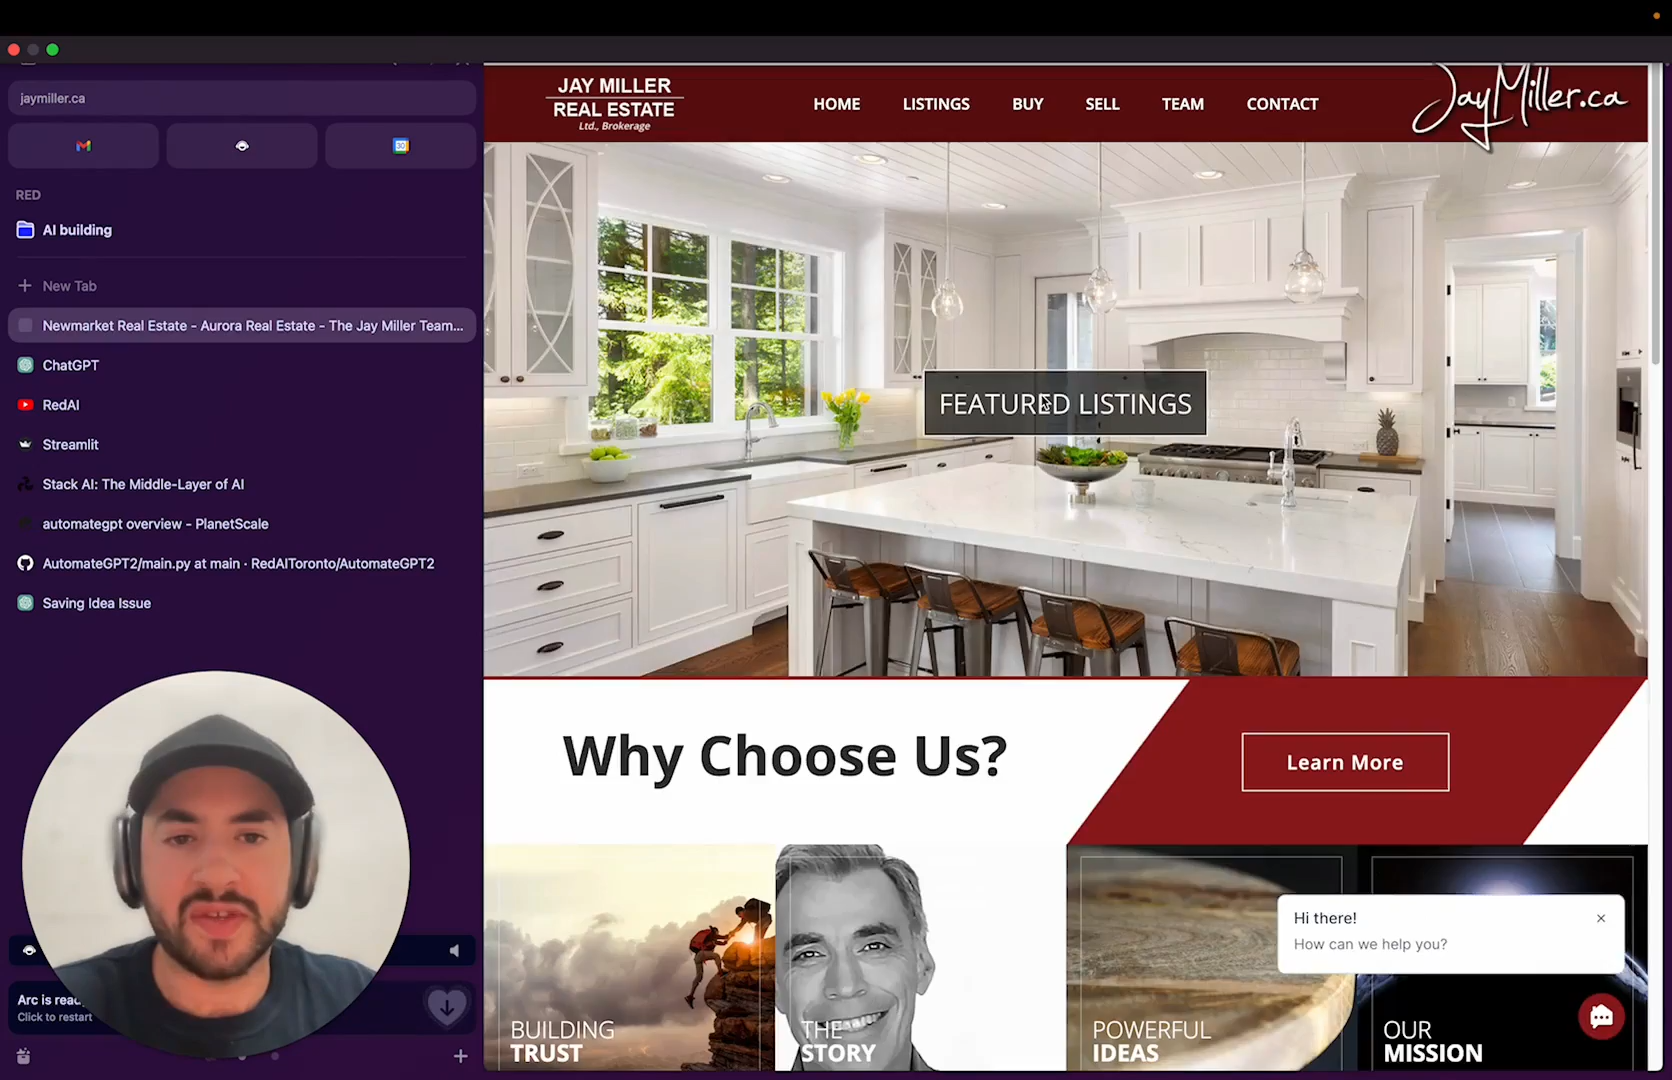 jaymiller.ca
30
RED
AI building
New Tab
Newmarket Real Estate - Aurora Real Estate - The Jay Miller Team...
ChatGPT
RedAI
Streamlit
Stack AI: The Middle-Layer of AI
automategpt overview - PlanetScale
AutomateGPT2/main.py at main · RedAIToronto/AutomateGPT2
Saving Idea Issue
Arc is
Click to restart
JAY MILLER
REAL ESTATE
Ltd., Brokerage
HOME
LISTINGS
BUY
SELL
TEAM
CONTACT
JayMiller.ca
FEATURED LISTINGS
Why Choose Us?
Learn More
BUILDING
TRUST
THE
STORY
POWERFUL
IDEAS
OUR
MISSION
Hi there!
How can we help you?